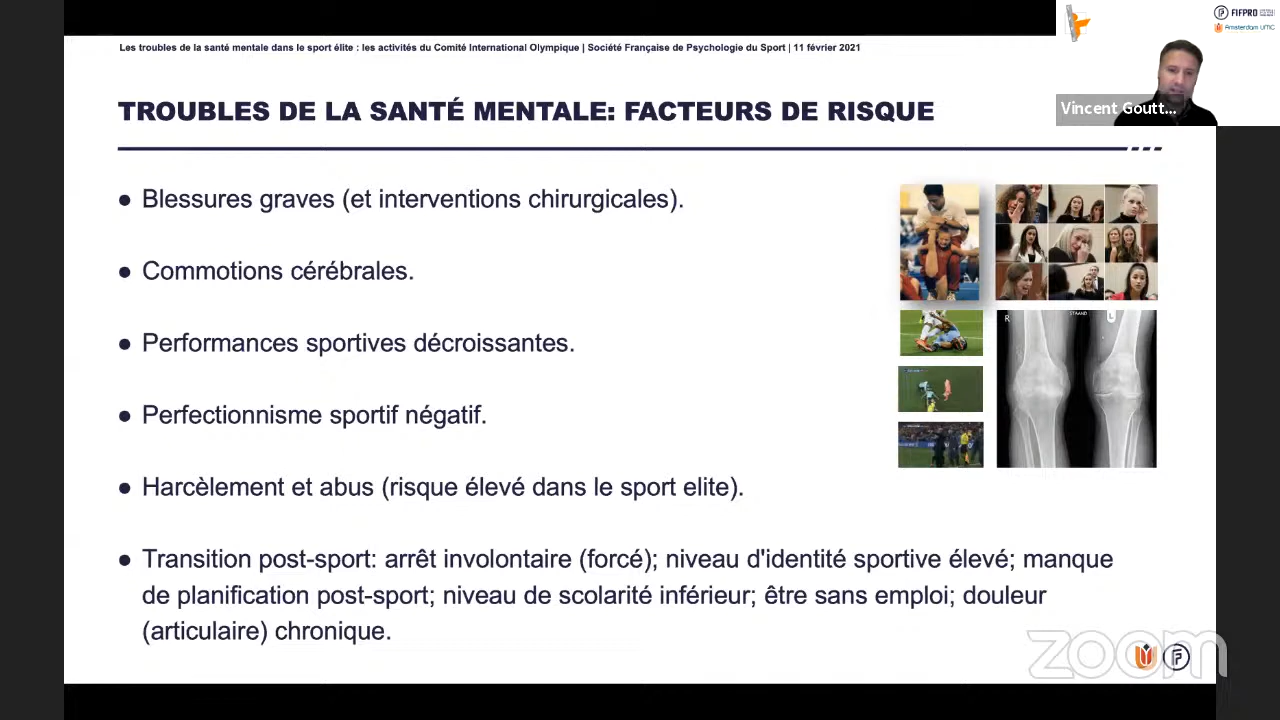 Les troubles de la santé mentale dans le sport élite : les activités du Comité International Olympique | Société Française de Psychologie du Sport | 11 février 2021
FIFPRO
Amsterdam UMC
Vincent Goutt...
TROUBLES DE LA SANTÉ MENTALE: FACTEURS DE RISQUE
● Blessures graves (et interventions chirurgicales).
● Commotions cérébrales.
● Performances sportives décroissantes.
● Perfectionnisme sportif négatif.
● Harcèlement et abus (risque élevé dans le sport elite).
● Transition post-sport: arrêt involontaire (forcé); niveau d'identité sportive élevé; manque
de planification post-sport; niveau de scolarité inférieur; être sans emploi; douleur
(articulaire) chronique.
R
STAAND
L
zoom